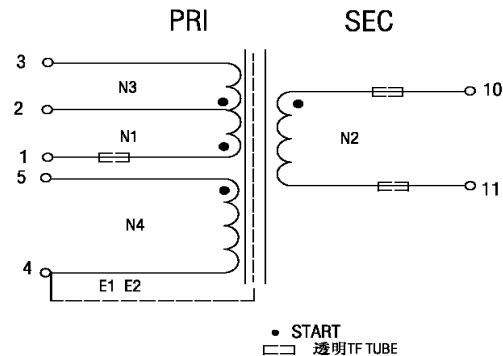 PRI SEC
3
N3
10
2
N1
N2
1
5
11
N4
4
E1 E2
START
透明TF TUBE